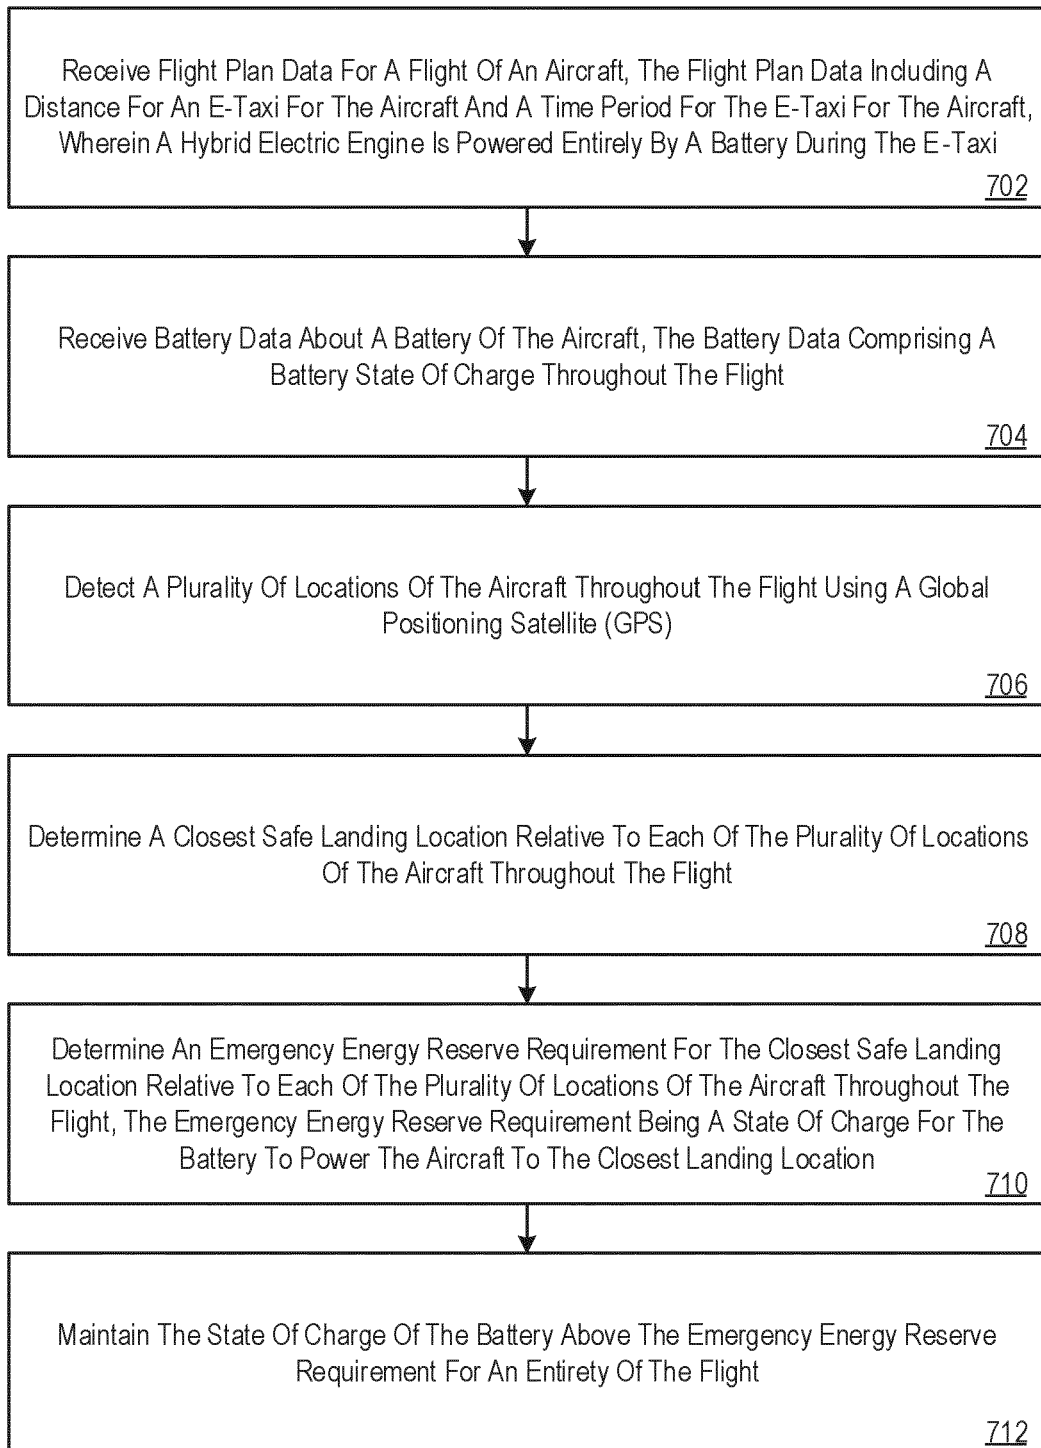 Receive Flight Plan Data For A Flight Of An Aircraft, The Flight Plan Data Including A
Distance For An E-Taxi For The Aircraft And A Time Period For The E-Taxi For The Aircraft,
Wherein A Hybrid Electric Engine Is Powered Entirely By A Battery During The E-Taxi
702
Receive Battery Data About A Battery Of The Aircraft, The Battery Data Comprising A
Battery State Of Charge Throughout The Flight
704
Detect A Plurality Of Locations Of The Aircraft Throughout The Flight Using A Global
Positioning Satellite (GPS)
706
Determine A Closest Safe Landing Location Relative To Each Of The Plurality Of Locations
Of The Aircraft Throughout The Flight
708
Determine An Emergency Energy Reserve Requirement For The Closest Safe Landing
Location Relative To Each Of The Plurality Of Locations Of The Aircraft Throughout The
Flight, The Emergency Energy Reserve Requirement Being A State Of Charge For The
Battery To Power The Aircraft To The Closest Landing Location
710
Maintain The State Of Charge Of The Battery Above The Emergency Energy Reserve
Requirement For An Entirety Of The Flight
712